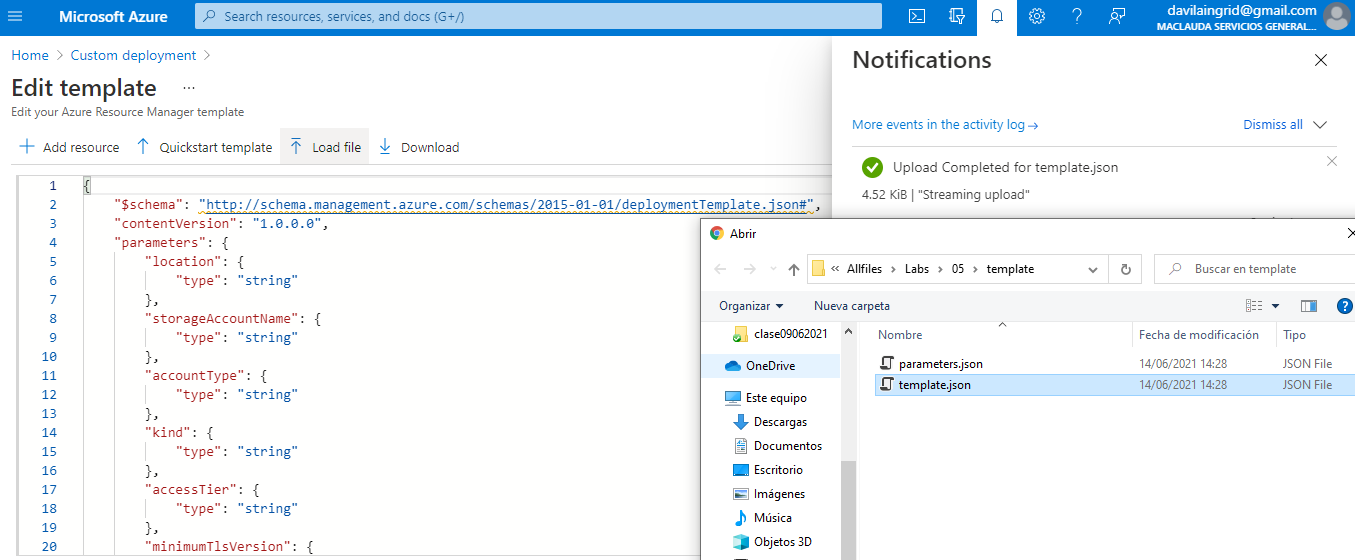 Microsoft Azure
Search resources, services, and docs (G+/)
davilaingrid@gmail.com
MACLAUDA SERVICIOS GENERAL...
Home > Custom deployment >
Edit template ...
Edit your Azure Resource Manager template
Add resource
Quickstart template
Load file
Download
1 {
2 "$schema": "http://schema.management.azure.com/schemas/2015-01-01/deploymentTemplate.json#",
3 "contentVersion": "1.0.0.0",
4 "parameters": {
5 "location": {
6 "type": "string"
7 },
8 "storageAccountName": {
9 "type": "string"
10 },
11 "accountType": {
12 "type": "string"
13 },
14 "kind": {
15 "type": "string"
16 },
17 "accessTier": {
18 "type": "string"
19 },
20 "minimumTlsVersion": {
Notifications
More events in the activity log →
Dismiss all
Upload Completed for template.json
4.52 KiB | "Streaming upload"
Abrir
« Allfiles > Labs > 05 > template
Buscar en template
Organizar
Nueva carpeta
clase09062021
OneDrive
Este equipo
Descargas
Documentos
Escritorio
Imágenes
Música
Objetos 3D
Nombre
Fecha de modificación
Tipo
parameters.json
14/06/2021 14:28
JSON File
template.json
14/06/2021 14:28
JSON File